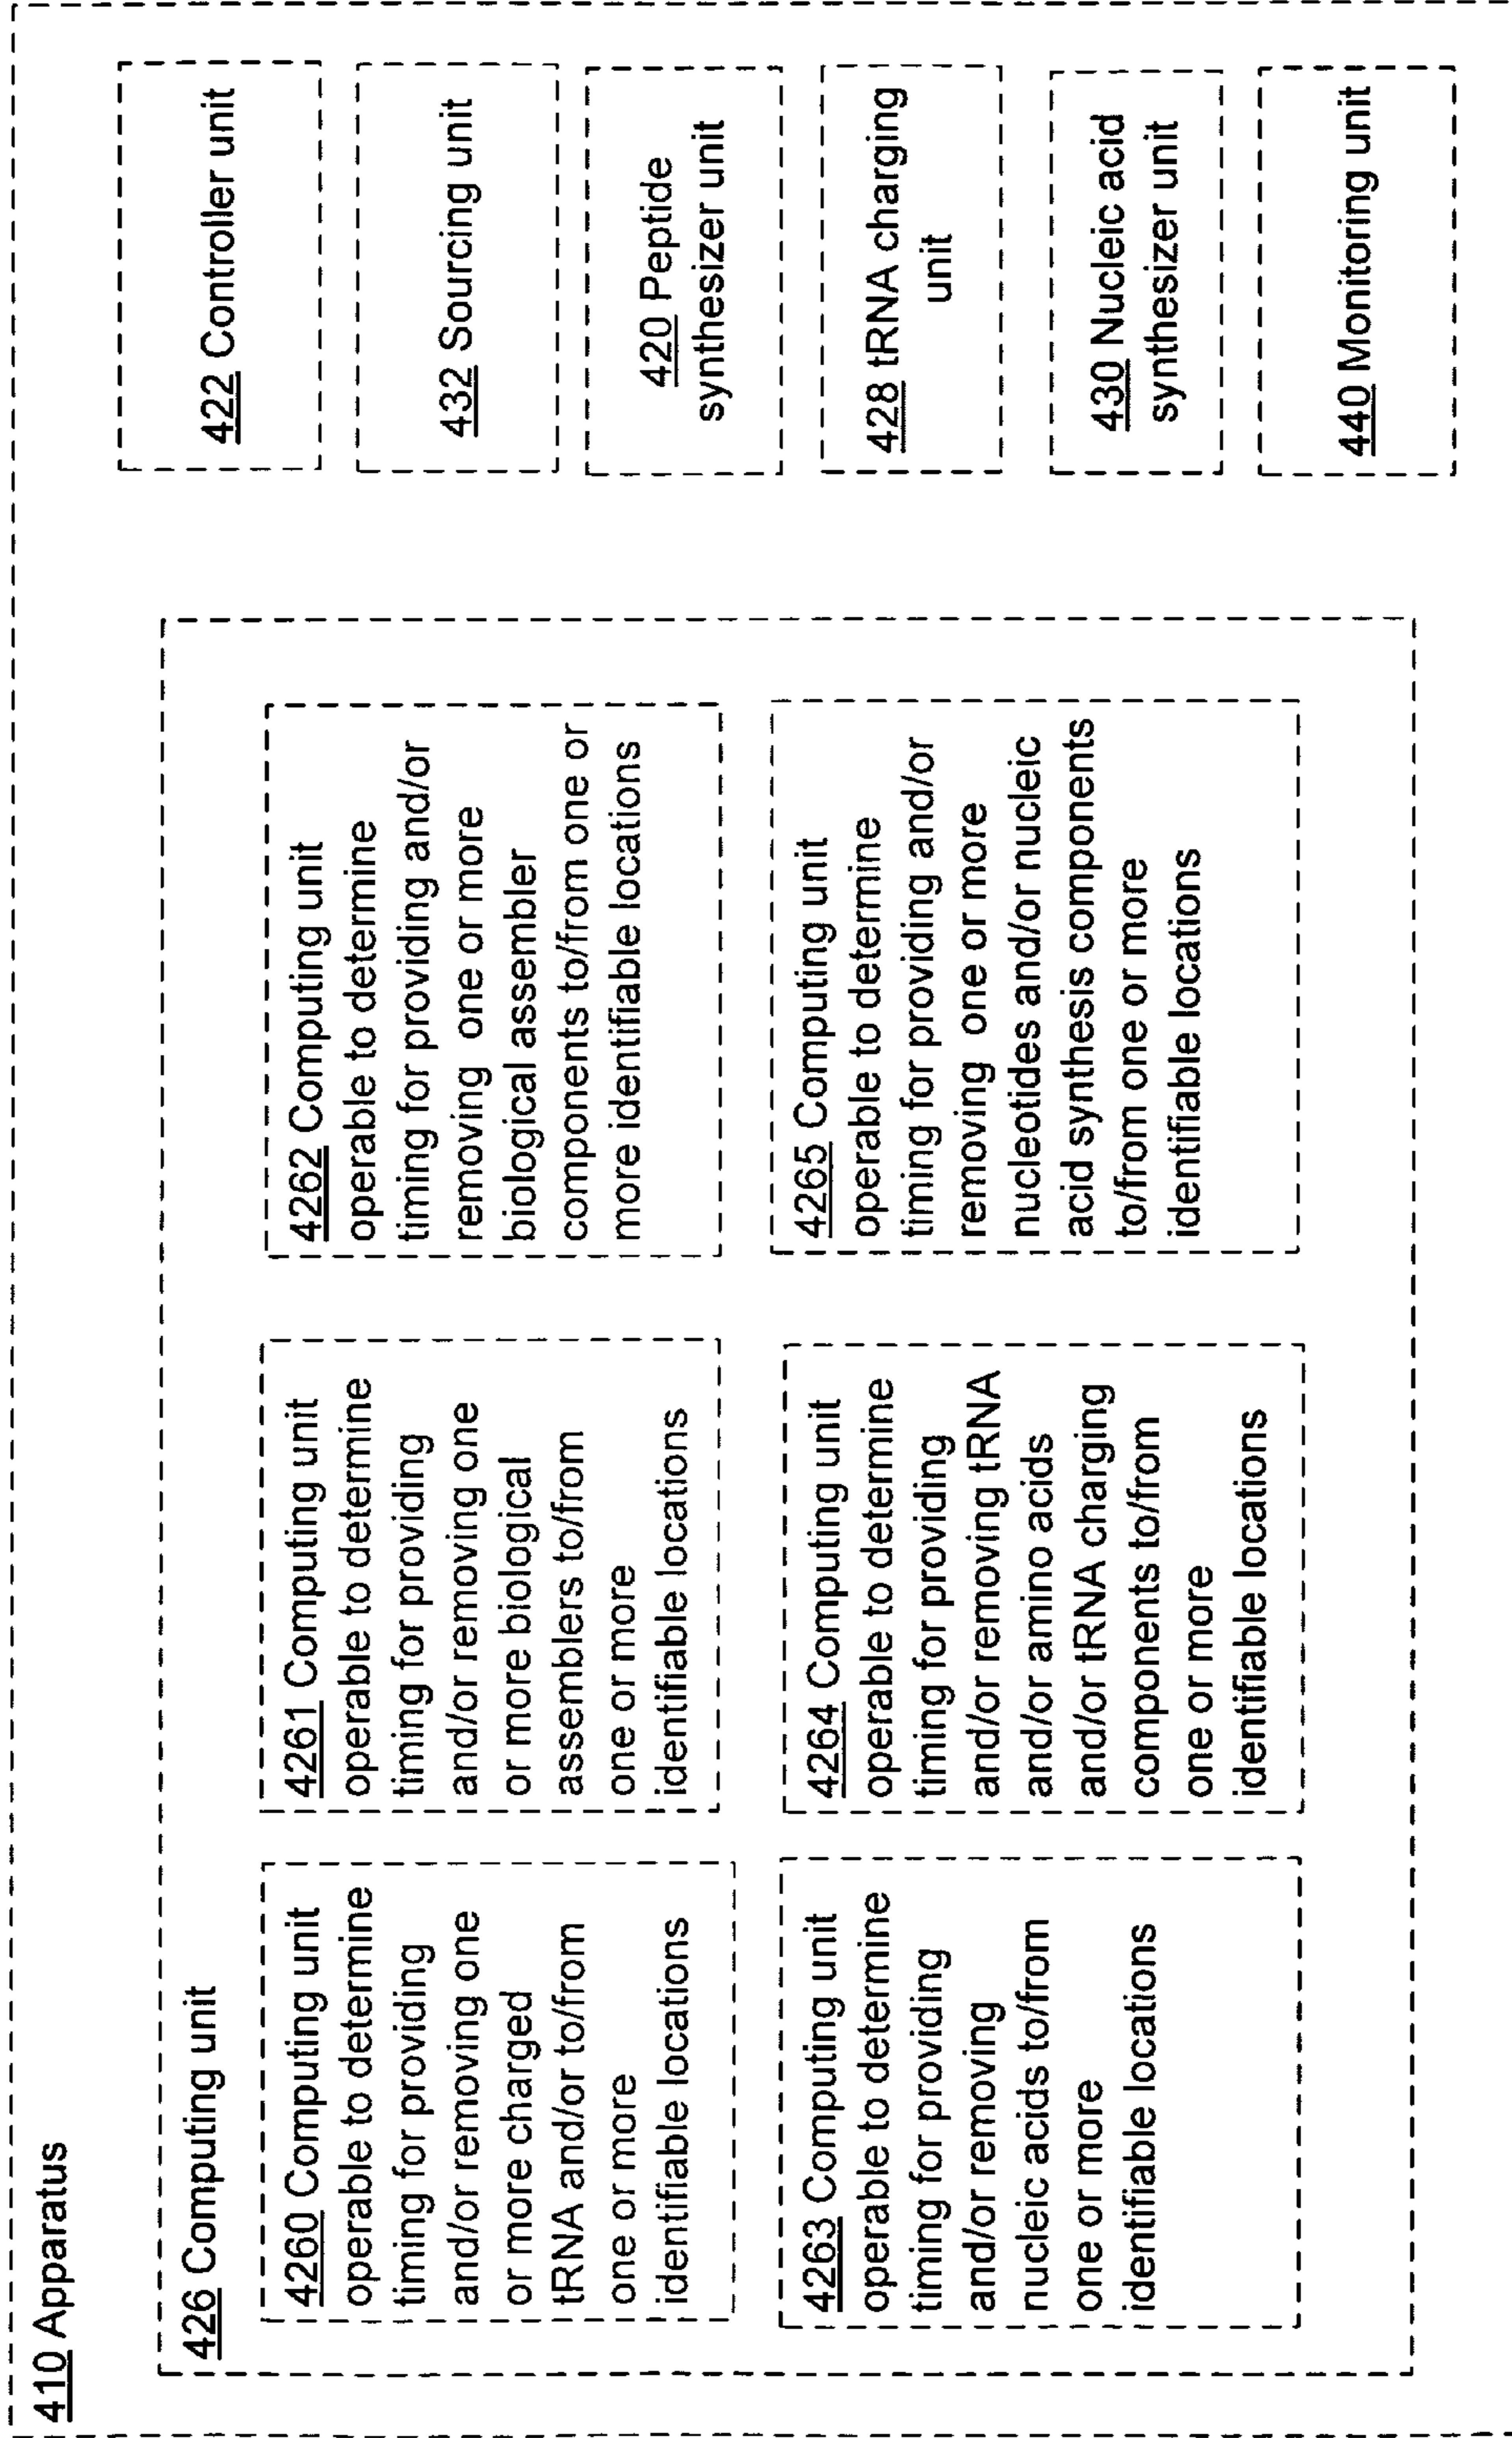 410 Apparatus
426 Computing unit
4260 Computing unit
operable to determine
timing for providing
and/or removing one
or more charged
tRNA and/or to/from
one or more
identifiable locations
4261 Computing unit
operable to determine
timing for providing
and/or removing one
or more biological
assemblers to/from
one or more
identifiable locations
4262 Computing unit
operable to determine
timing for providing and/or
removing one or more
biological assembler
components to/from one or
more identifiable locations
4263 Computing unit
operable to determine
timing for providing
and/or removing
nucleic acids to/from
one or more
identifiable locations
4264 Computing unit
operable to determine
timing for providing
and/or removing tRNA
and/or amino acids
and/or tRNA charging
components to/from
one or more
identifiable locations
4265 Computing unit
operable to determine
timing for providing and/or
removing one or more
nucleotides and/or nucleic
acid synthesis components
to/from one or more
identifiable locations
422 Controller unit
432 Sourcing unit
420 Peptide
synthesizer unit
428 tRNA charging
unit
430 Nucleic acid
synthesizer unit
440 Monitoring unit